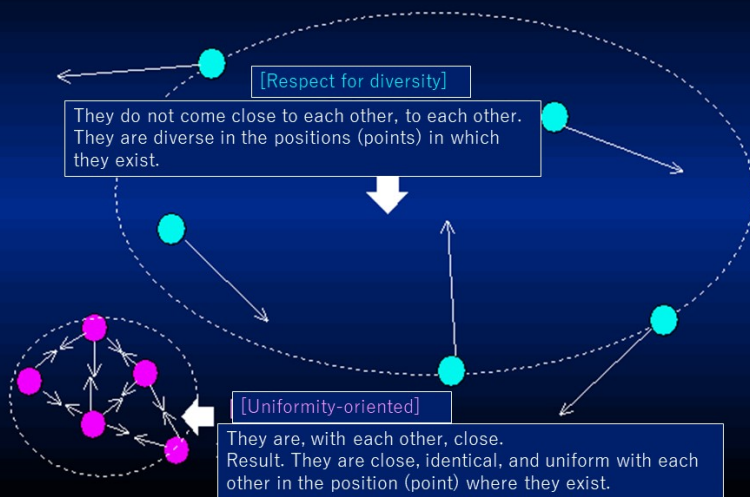 [Respect for diversity]
They do not come close to each other, to each other.
They are diverse in the positions (points) in which
they exist.
[Uniformity-oriented]
They are, with each other, close.
Result. They are close, identical, and uniform with each
other in the position (point) where they exist.